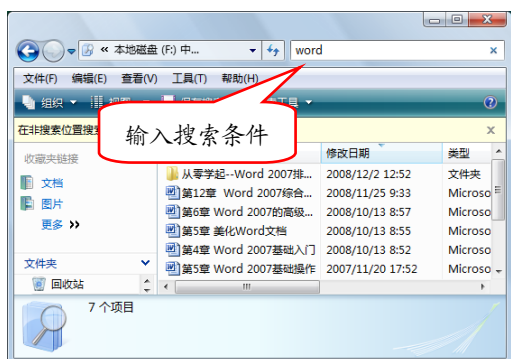 « 本地磁盘 (F:) 中...
word
文件(F) 编辑(E) 查看(V) 工具(T) 帮助(H)
组织
在非搜索位置搜
输入搜索条件
收藏夹链接
修改日期 类型
文档
图片
更多 »
文件夹
回收站
从零学起--Word 2007排... 2008/12/2 12:52 文件夹
第12章 Word 2007综合... 2008/11/25 9:33 Microso
第6章 Word 2007的高级... 2008/10/13 8:57 Microso
第5章 美化Word文档 2008/10/13 8:55 Microso
第4章 Word 2007基础入门 2008/10/13 8:52 Microso
第5章 Word 2007基础操作 2007/11/20 17:52 Microso
7 个项目